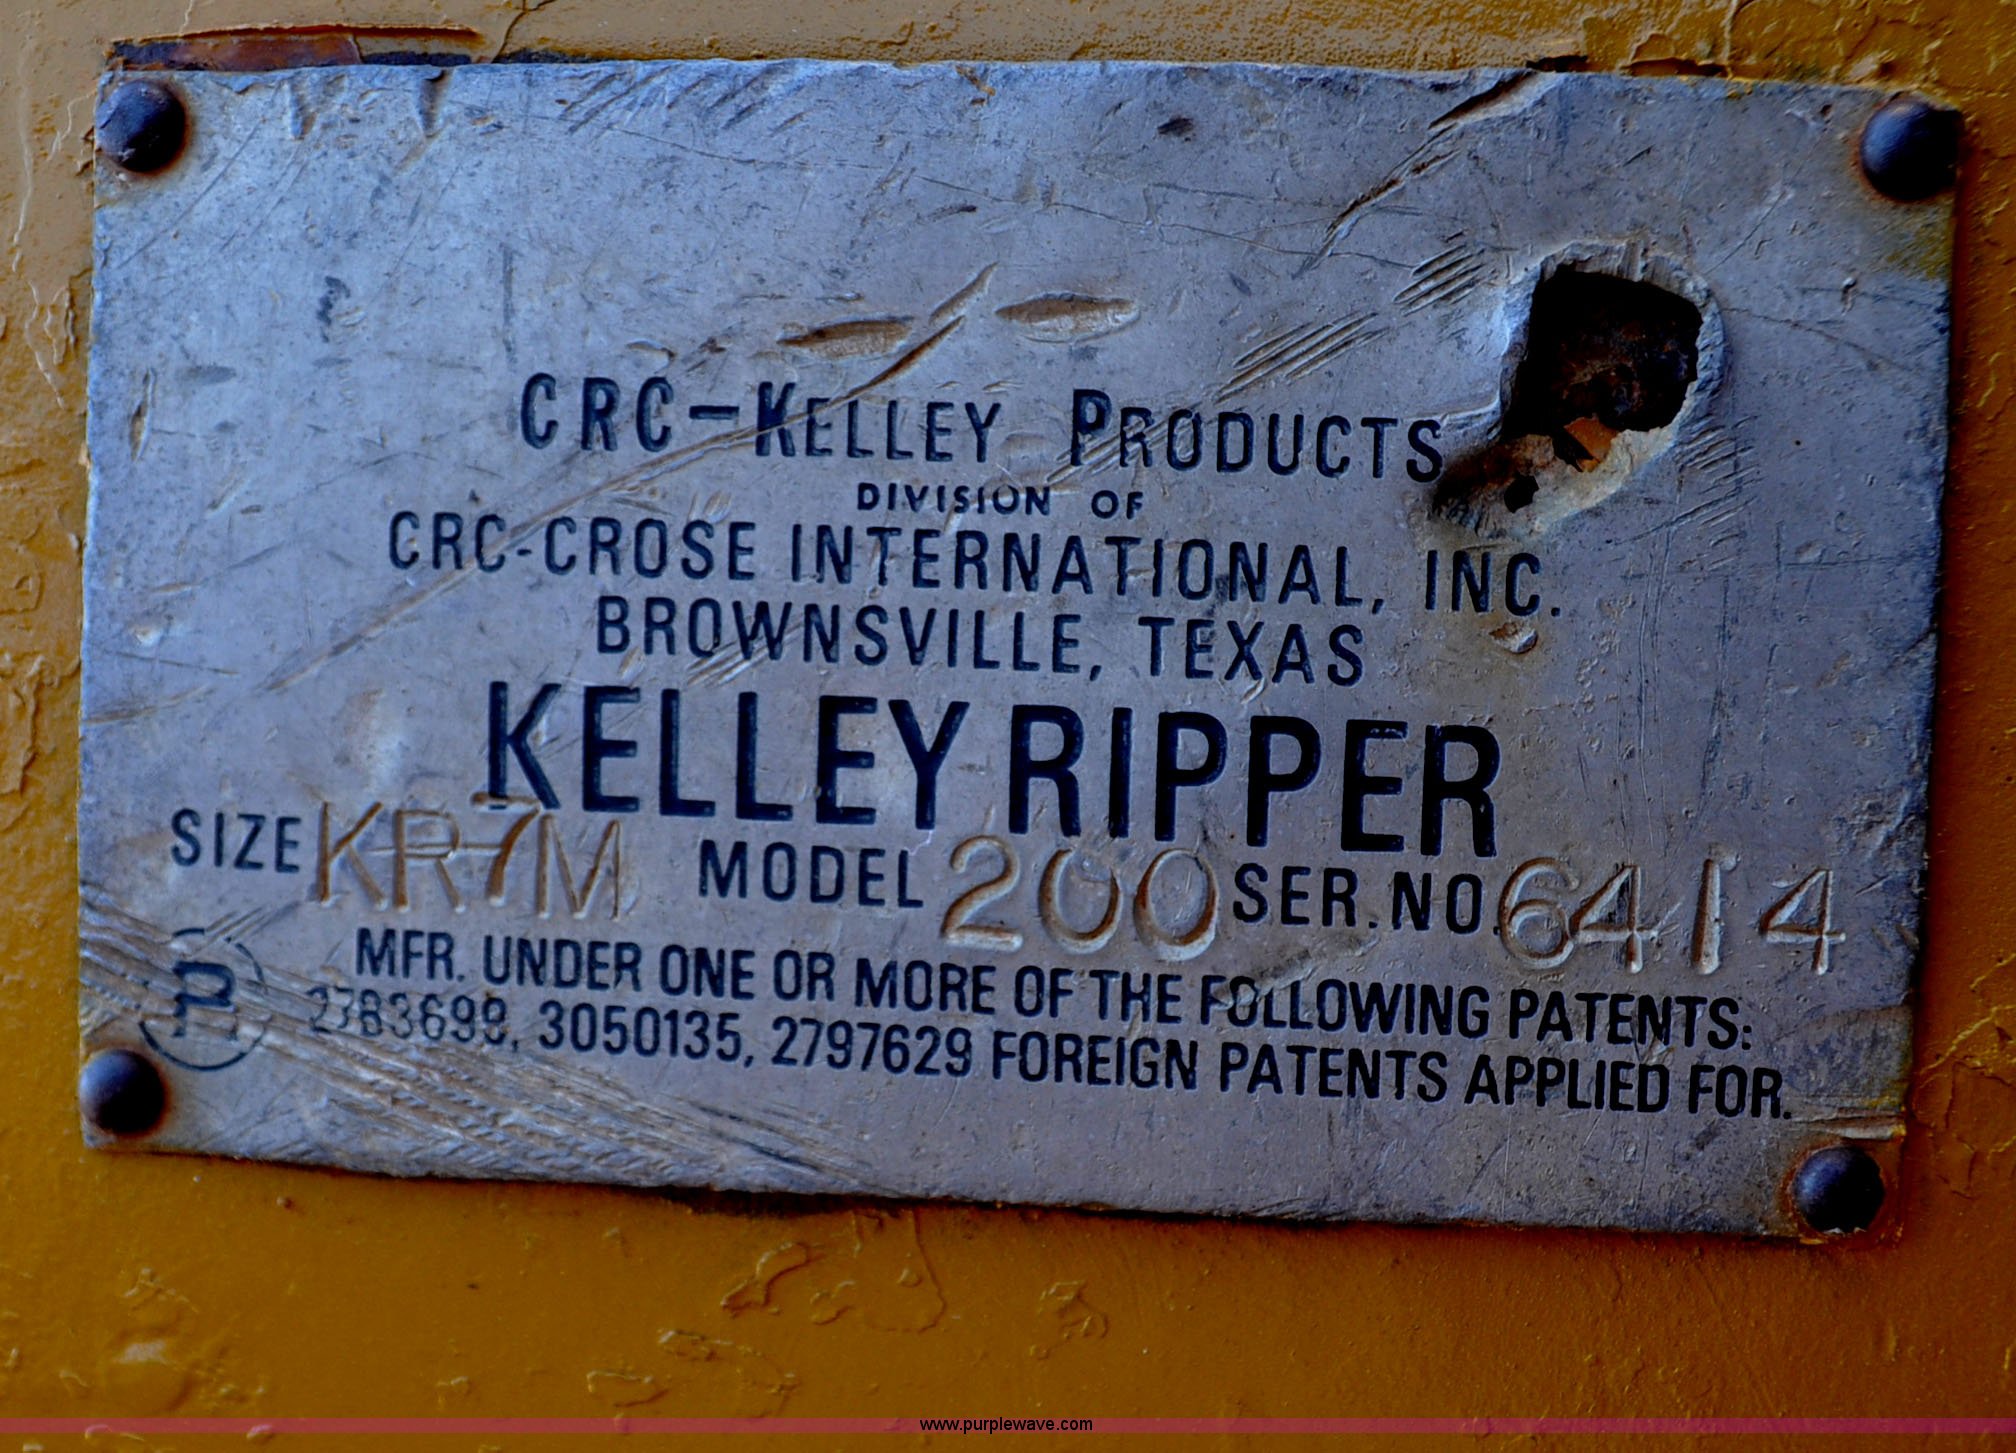 CRC-KELLEY PRODUCTS
DIVISION OF
CRC-CROSE INTERNATIONAL, INC.
BROWNSVILLE, TEXAS
KELLEY RIPPER
SIZE KR7M MODEL 200 SER. NO. 6414
MFR. UNDER ONE OR MORE OF THE FOLLOWING PATENTS:
3050135, 2797629 FOREIGN PATENTS APPLIED FOR.
www.purplewave.com